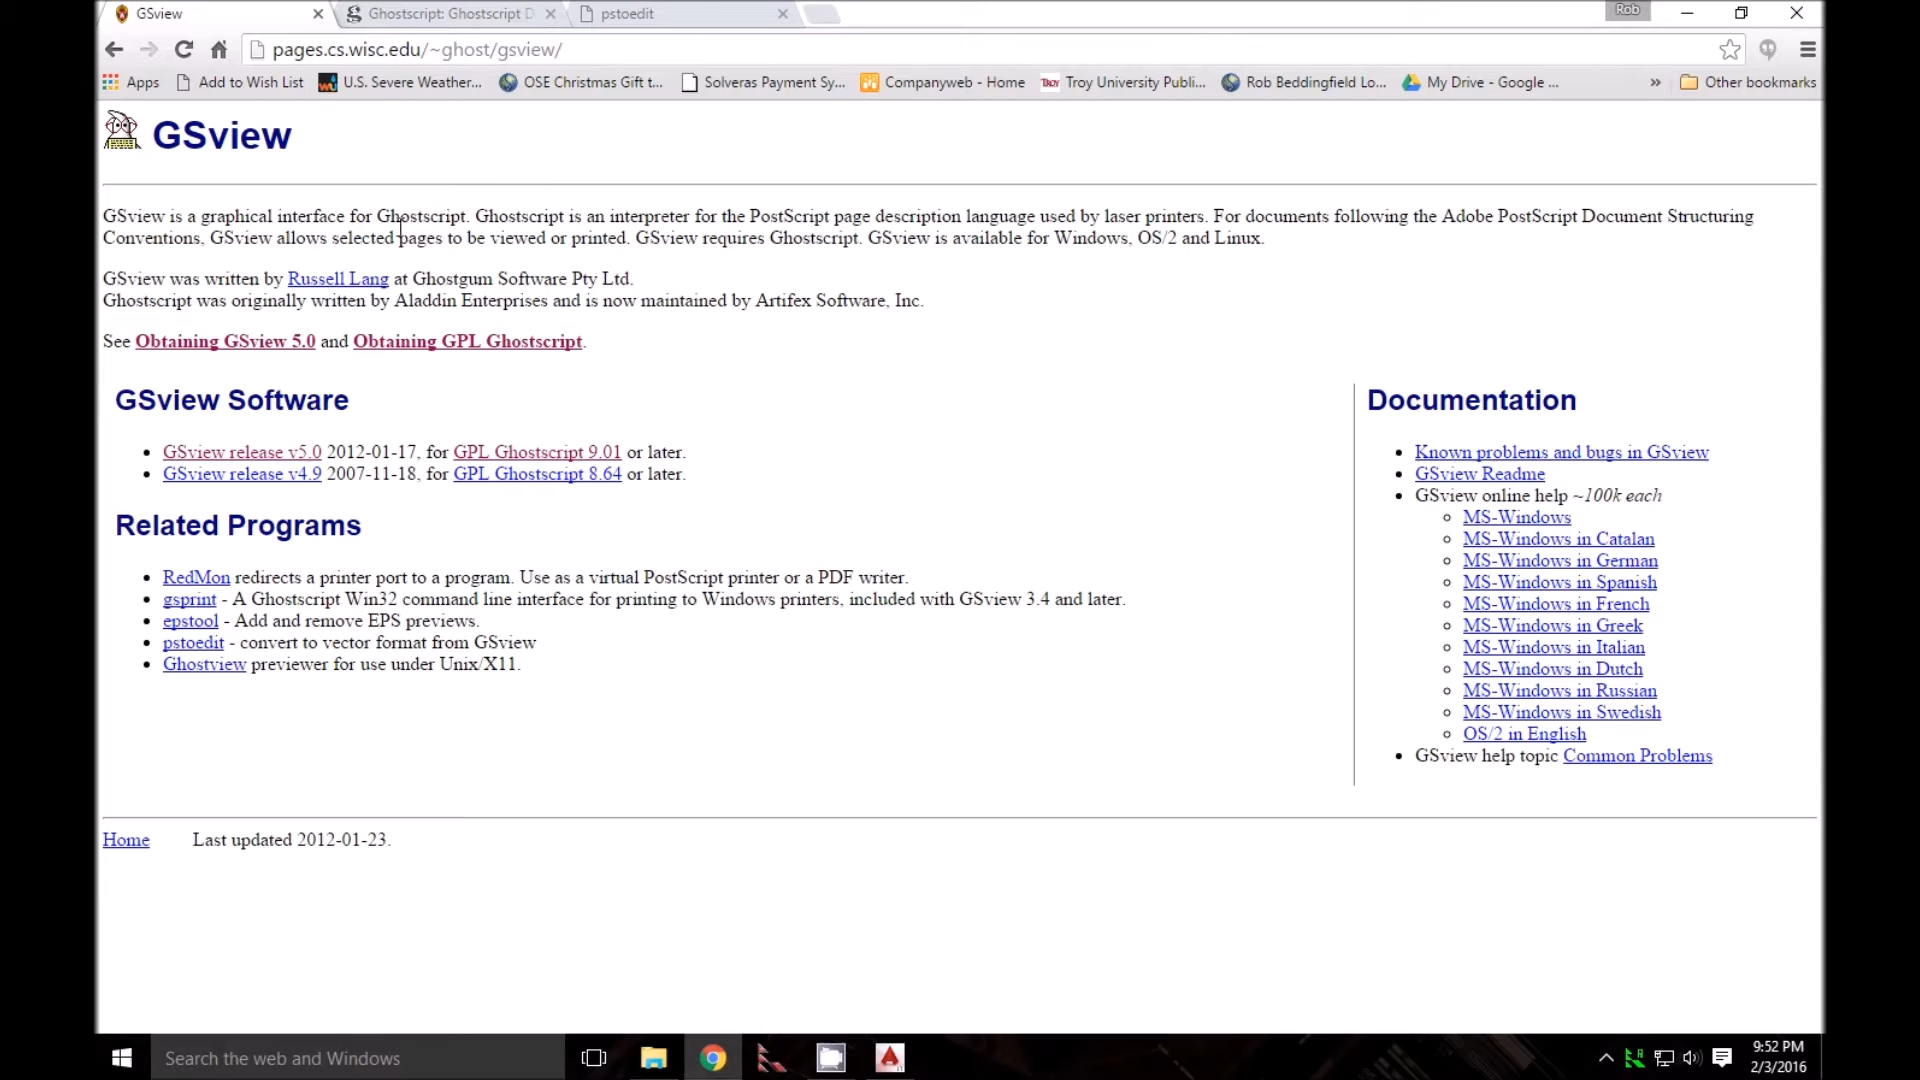 GSview
Ghostscript: Ghostscript D
pstoedit
Rob
pages.cs.wisc.edu/~ghost/gsview/
Apps
Add to Wish List
U.S. Severe Weather...
OSE Christmas Gift t...
Solveras Payment Sy...
Companyweb - Home
TROY
Troy University Publi...
Rob Beddingfield Lo...
My Drive - Google ...
»
Other bookmarks
GSview
GSview is a graphical interface for Ghostscript. Ghostscript is an interpreter for the PostScript page description language used by laser printers. For documents following the Adobe PostScript Document Structuring
Conventions, GSview allows selected pages to be viewed or printed. GSview requires Ghostscript. GSview is available for Windows, OS/2 and Linux.
GSview was written by Russell Lang at Ghostgum Software Pty Ltd.
Ghostscript was originally written by Aladdin Enterprises and is now maintained by Artifex Software, Inc.
See Obtaining GSview 5.0 and Obtaining GPL Ghostscript.
GSview Software
• GSview release v5.0 2012-01-17, for GPL Ghostscript 9.01 or later.
• GSview release v4.9 2007-11-18, for GPL Ghostscript 8.64 or later.
Related Programs
• RedMon redirects a printer port to a program. Use as a virtual PostScript printer or a PDF writer.
• gsprint - A Ghostscript Win32 command line interface for printing to Windows printers, included with GSview 3.4 and later.
• epstool - Add and remove EPS previews.
• pstoedit - convert to vector format from GSview
• Ghostview previewer for use under Unix/X11.
Documentation
• Known problems and bugs in GSview
• GSview Readme
• GSview online help ~100k each
◦ MS-Windows
◦ MS-Windows in Catalan
◦ MS-Windows in German
◦ MS-Windows in Spanish
◦ MS-Windows in French
◦ MS-Windows in Greek
◦ MS-Windows in Italian
◦ MS-Windows in Dutch
◦ MS-Windows in Russian
◦ MS-Windows in Swedish
◦ OS/2 in English
• GSview help topic Common Problems
Home Last updated 2012-01-23.
Search the web and Windows
9:52 PM
2/3/2016